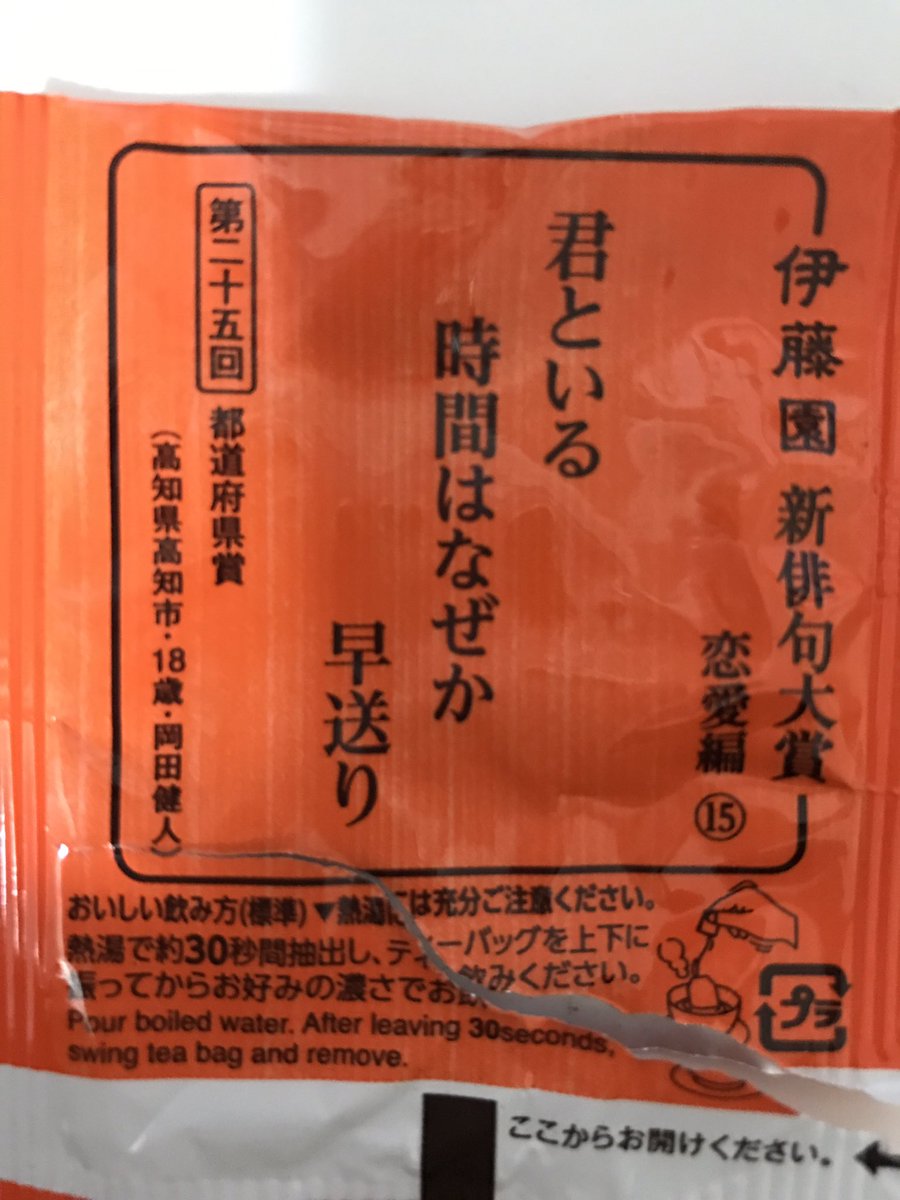 伊藤園 新俳句大賞
恋愛編 ⑮
君といる
時間はなぜか
早送り
第二十五回 都道府県賞
（高知県高知市・18歳・岡田健人）
おいしい飲み方(標準) ▼熱湯には充分ご注意ください。
熱湯で約30秒間抽出し、ティーバッグを上下に
振ってからお好みの濃さでお飲みください。
Pour boiled water. After leaving 30seconds,
swing tea bag and remove.
プラ
ここからお開けください。